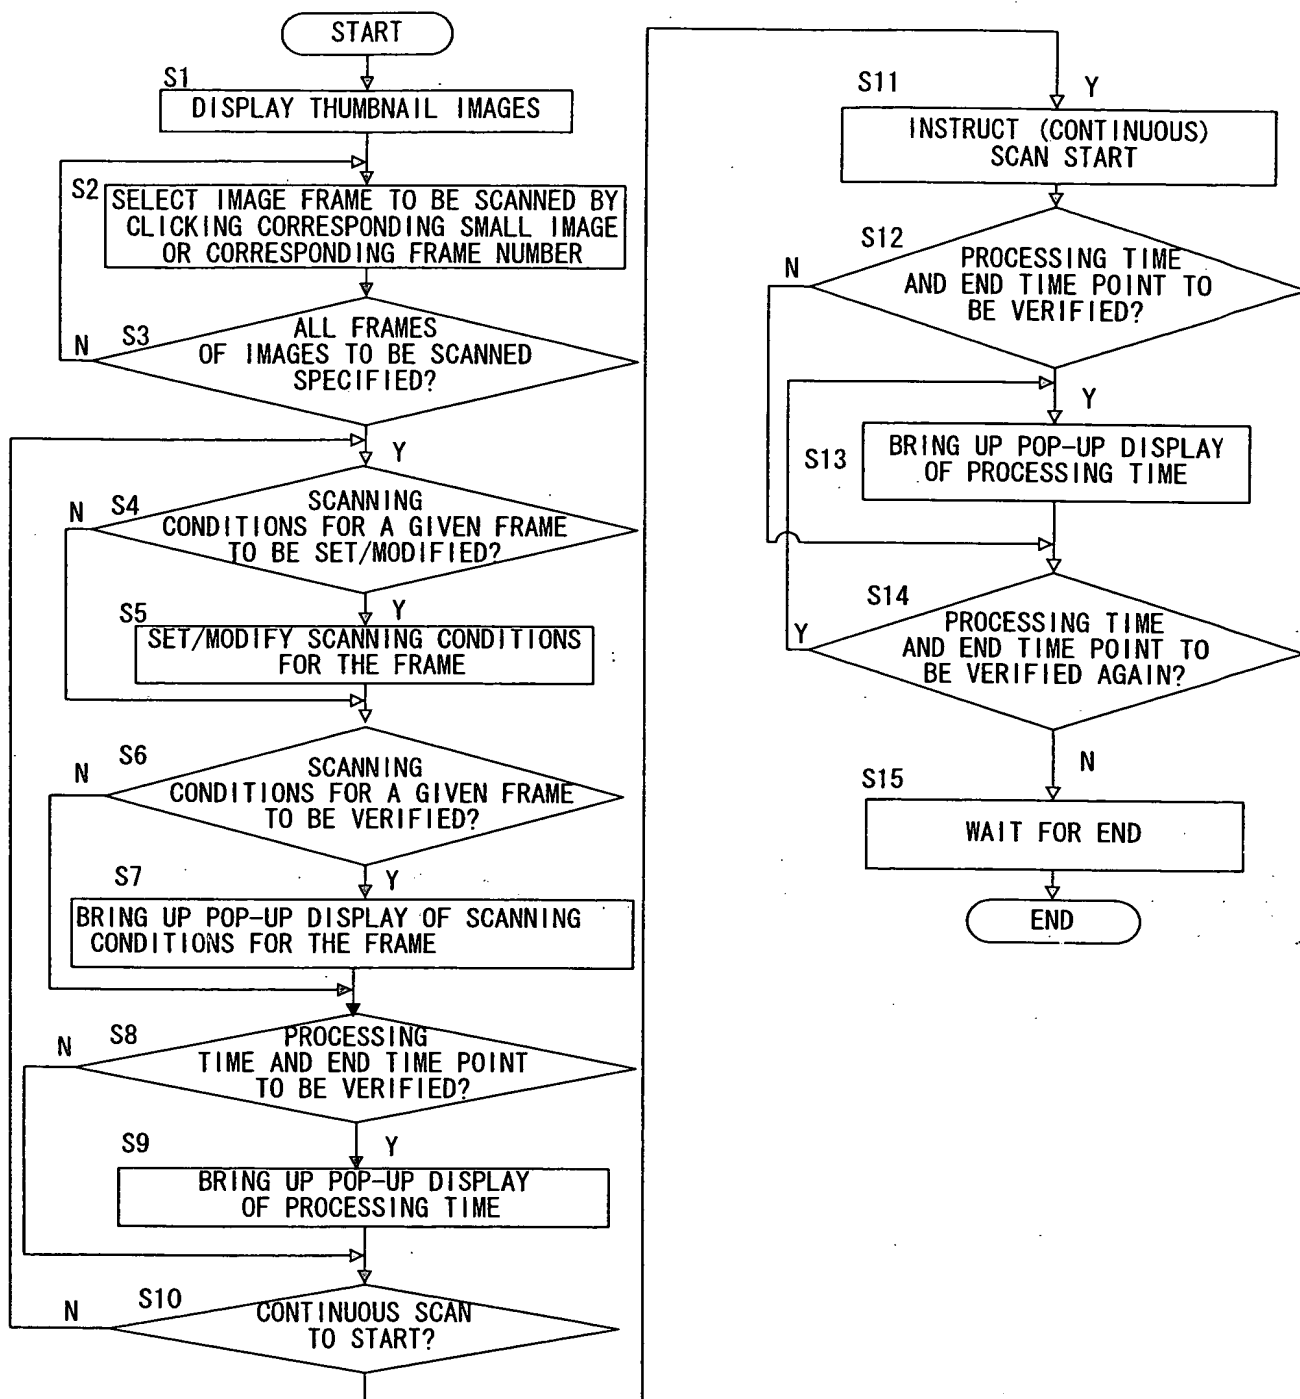 START
S1
DISPLAY THUMBNAIL IMAGES
S2
SELECT IMAGE FRAME TO BE SCANNED BY
CLICKING CORRESPONDING SMALL IMAGE
OR CORRESPONDING FRAME NUMBER
N
S3
ALL FRAMES
OF IMAGES TO BE SCANNED
SPECIFIED?
Y
N
S4
SCANNING
CONDITIONS FOR A GIVEN FRAME
TO BE SET/MODIFIED?
Y
S5
SET/MODIFY SCANNING CONDITIONS
FOR THE FRAME
N
S6
SCANNING
CONDITIONS FOR A GIVEN FRAME
TO BE VERIFIED?
Y
S7
BRING UP POP-UP DISPLAY OF SCANNING
CONDITIONS FOR THE FRAME
N
S8
PROCESSING
TIME AND END TIME POINT
TO BE VERIFIED?
Y
S9
BRING UP POP-UP DISPLAY
OF PROCESSING TIME
N
S10
CONTINUOUS SCAN
TO START?
Y
S11
INSTRUCT (CONTINUOUS)
SCAN START
S12
N
PROCESSING TIME
AND END TIME POINT TO
BE VERIFIED?
Y
S13
BRING UP POP-UP DISPLAY
OF PROCESSING TIME
S14
Y
PROCESSING TIME
AND END TIME POINT TO
BE VERIFIED AGAIN?
N
S15
WAIT FOR END
END